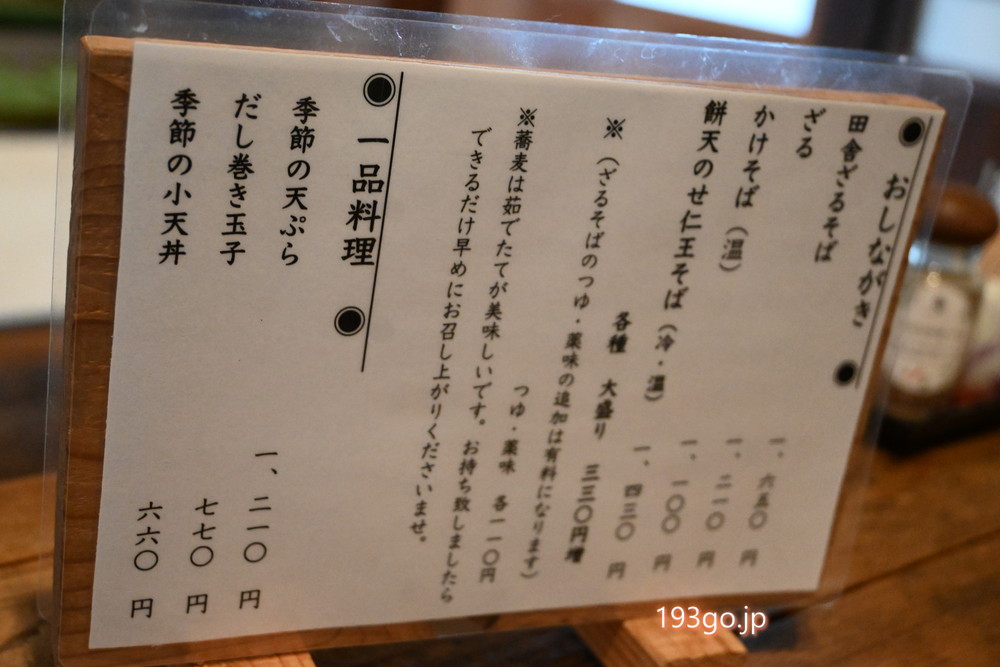 ◉ おしながき ◉
田舎ざるそば 一、六五〇 円
ざる 一、二一〇 円
かけそば（温） 一、一〇〇 円
餅天のせ仁王そば（冷・温） 一、四三〇 円
各種 大盛り 三三〇円増
※（ざるそばのつゆ・薬味の追加は有料になります）
つゆ・薬味 各一一〇円
※蕎麦は茹でたてが美味しいです。お持ち致しましたら
できるだけ早めにお召し上がりくださいませ。
◉ 一品料理 ◉
季節の天ぷら 一、二一〇 円
だし巻き玉子 七七〇 円
季節の小天丼 六六〇 円
193go.jp